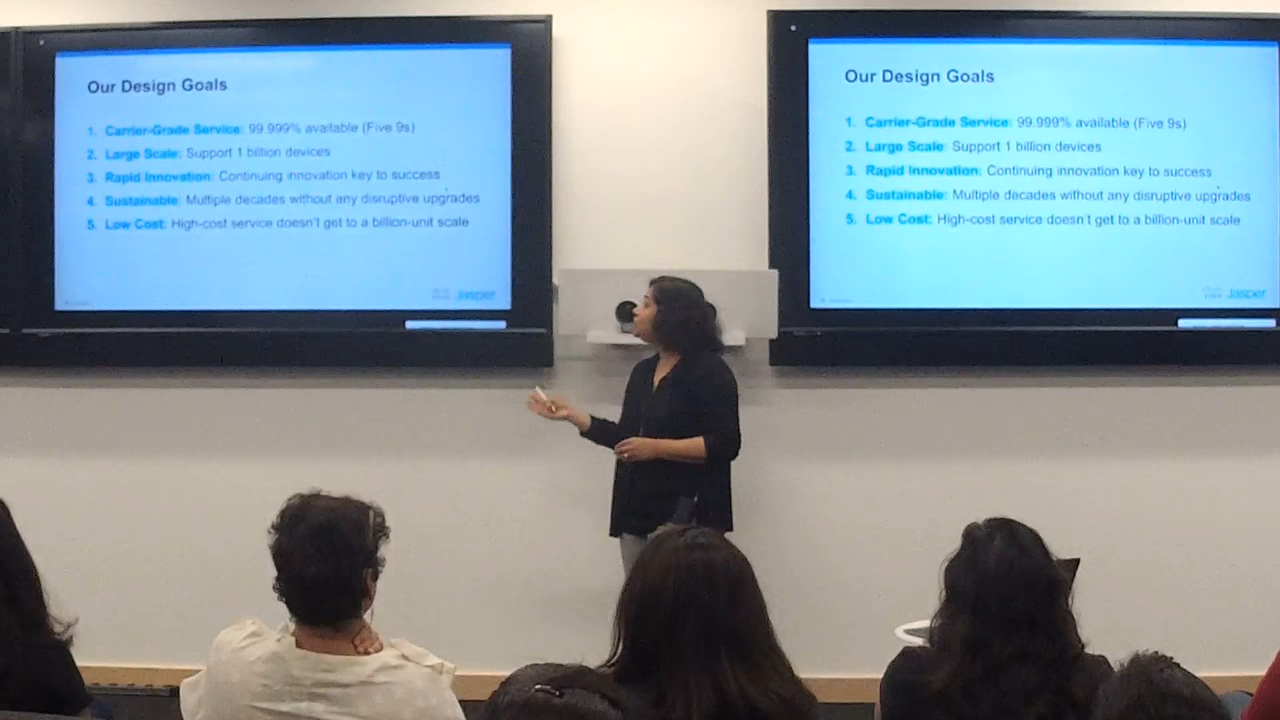 Our Design Goals
1. Carrier-Grade Service: 99.999% available (Five 9s)
2. Large Scale: Support 1 billion devices
3. Rapid Innovation: Continuing innovation key to success
4. Sustainable: Multiple decades without any disruptive upgrades
5. Low Cost: High-cost service doesn't get to a billion-unit scale
Jasper
Our Design Goals
1. Carrier-Grade Service: 99.999% available (Five 9s)
2. Large Scale: Support 1 billion devices
3. Rapid Innovation: Continuing innovation key to success
4. Sustainable: Multiple decades without any disruptive upgrades
5. Low Cost: High-cost service doesn't get to a billion-unit scale
Jasper